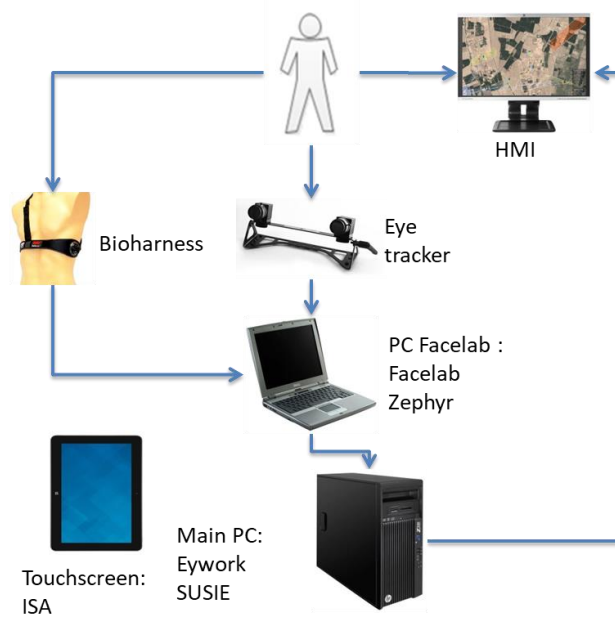 HMI
Bioharness
Eye
tracker
PC Facelab :
Facelab
Zephyr
Main PC:
Eywork
SUSIE
Touchscreen:
ISA